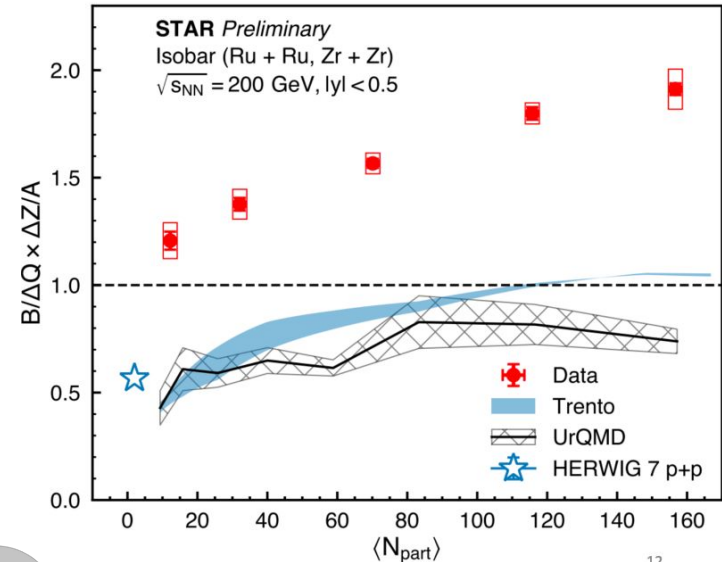 STAR Preliminary
Isobar (Ru + Ru, Zr + Zr)
√sNN = 200 GeV, |y| < 0.5
B/ΔQ × ΔZ/A
2.0
1.5
1.0
0.5
0.0
Data
Trento
UrQMD
HERWIG 7 p+p
0 20 40 60 80 100 120 140 160
⟨Npart⟩
12